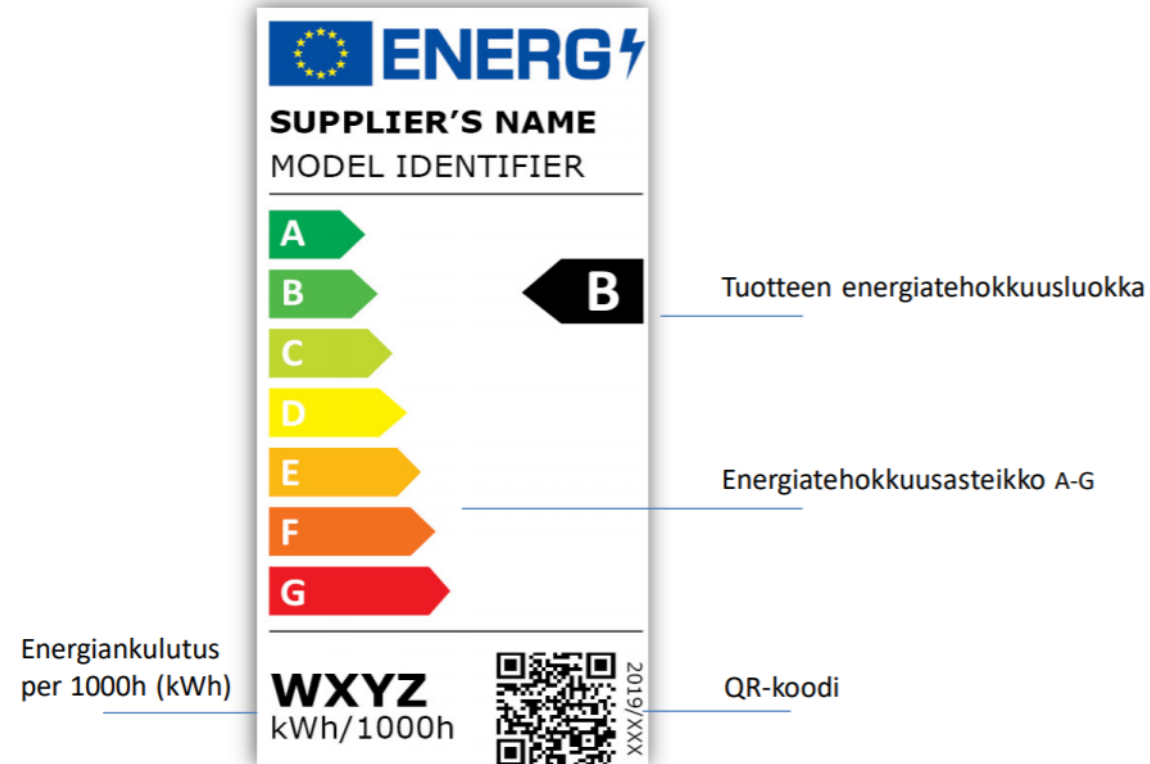 ENERG
SUPPLIER'S NAME
MODEL IDENTIFIER
A
B
B
Tuotteen energiatehokkuusluokka
C
D
E
Energiatehokkuusasteikko A-G
F
G
Energiankulutus
per 1000h (kWh)
WXYZ
kWh/1000h
2019/XXX
QR-koodi